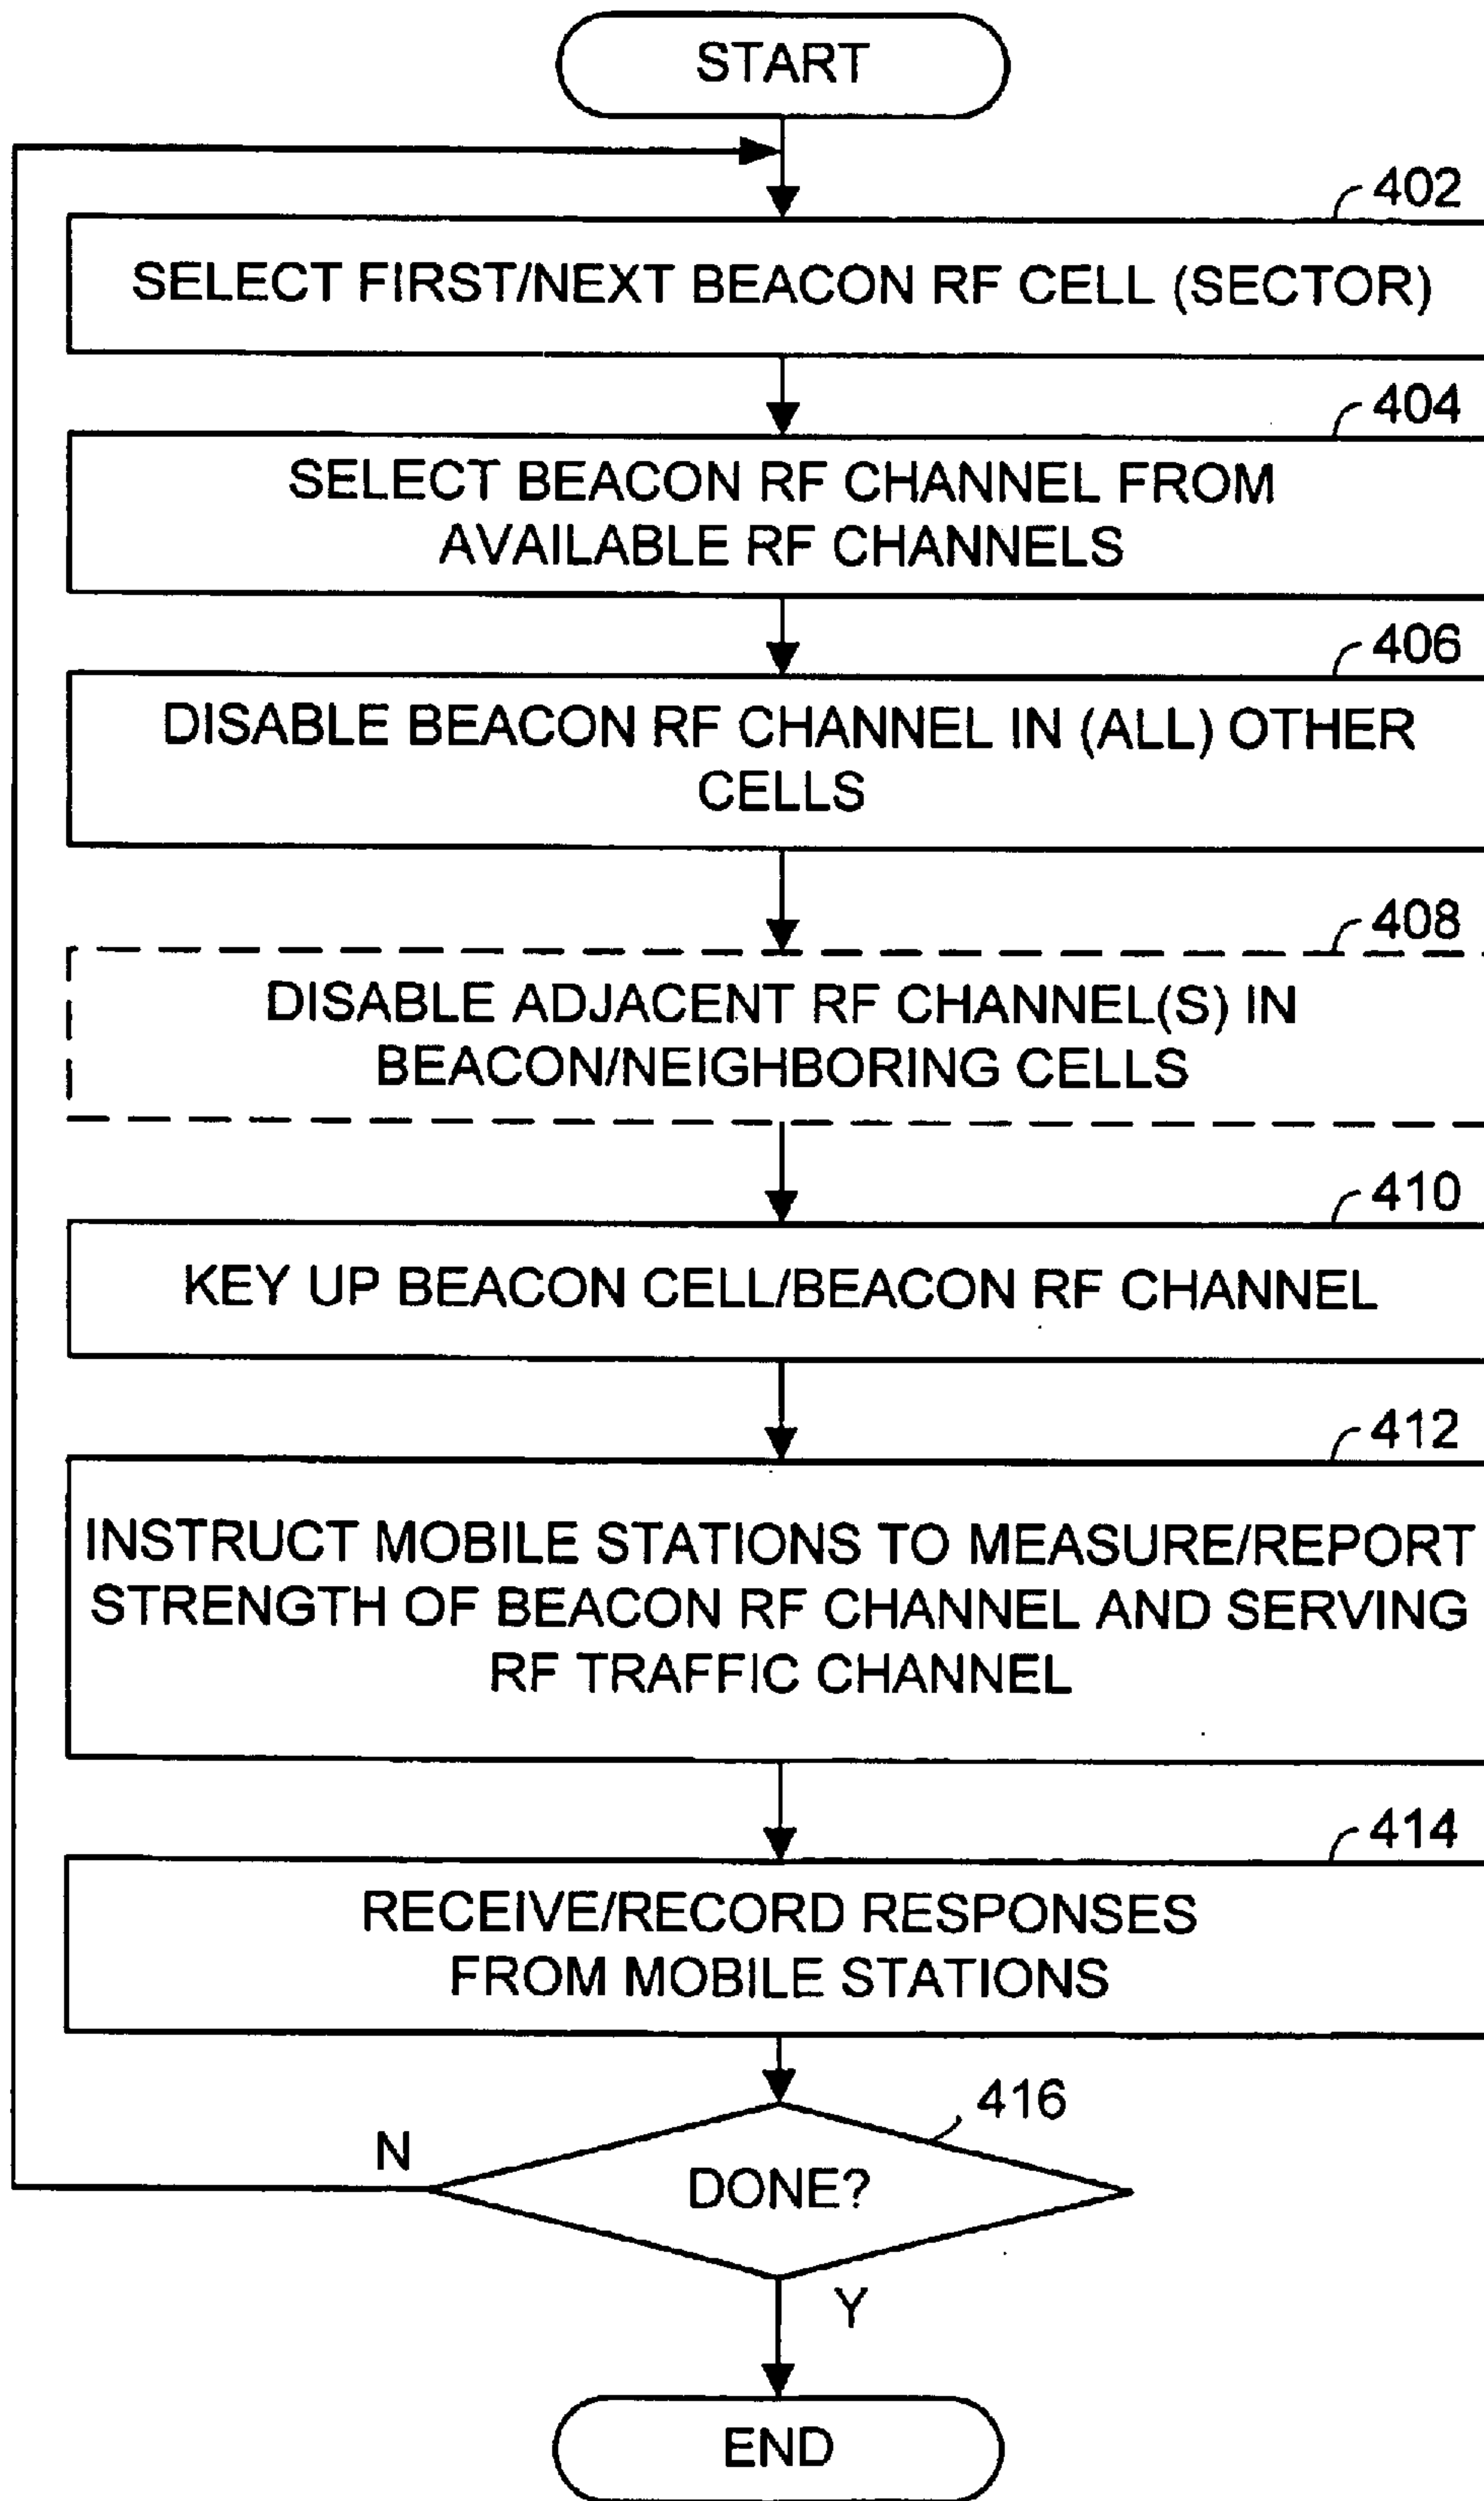 START
402
SELECT FIRST/NEXT BEACON RF CELL (SECTOR)
404
SELECT BEACON RF CHANNEL FROM
AVAILABLE RF CHANNELS
406
DISABLE BEACON RF CHANNEL IN (ALL) OTHER
CELLS
408
DISABLE ADJACENT RF CHANNEL(S) IN
BEACON/NEIGHBORING CELLS
410
KEY UP BEACON CELL/BEACON RF CHANNEL
412
INSTRUCT MOBILE STATIONS TO MEASURE/REPORT
STRENGTH OF BEACON RF CHANNEL AND SERVING
RF TRAFFIC CHANNEL
414
RECEIVE/RECORD RESPONSES
FROM MOBILE STATIONS
416
N
DONE?
Y
END